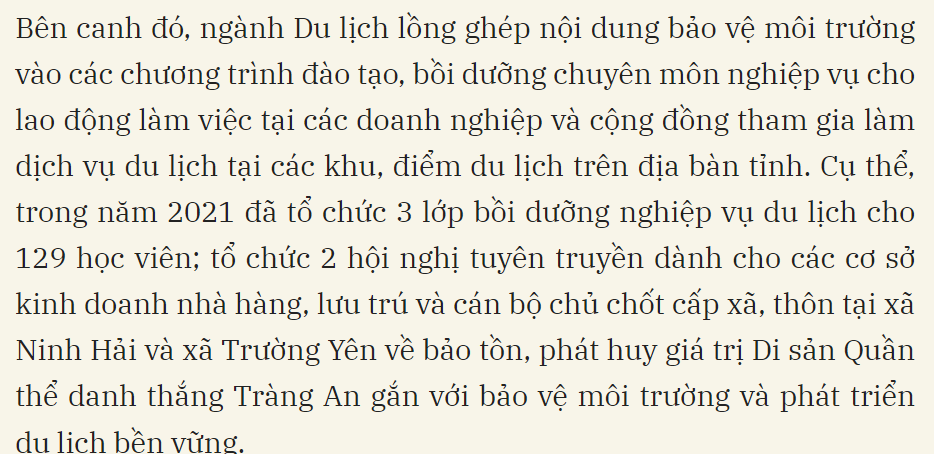 Bên canh đó, ngành Du lịch lồng ghép nội dung bảo vệ môi trường
vào các chương trình đào tạo, bồi dưỡng chuyên môn nghiệp vụ cho
lao động làm việc tại các doanh nghiệp và cộng đồng tham gia làm
dịch vụ du lịch tại các khu, điểm du lịch trên địa bàn tỉnh. Cụ thể,
trong năm 2021 đã tổ chức 3 lớp bồi dưỡng nghiệp vụ du lịch cho
129 học viên; tổ chức 2 hội nghị tuyên truyền dành cho các cơ sở
kinh doanh nhà hàng, lưu trú và cán bộ chủ chốt cấp xã, thôn tại xã
Ninh Hải và xã Trường Yên về bảo tồn, phát huy giá trị Di sản Quần
thể danh thắng Tràng An gắn với bảo vệ môi trường và phát triển
du lịch bền vững.